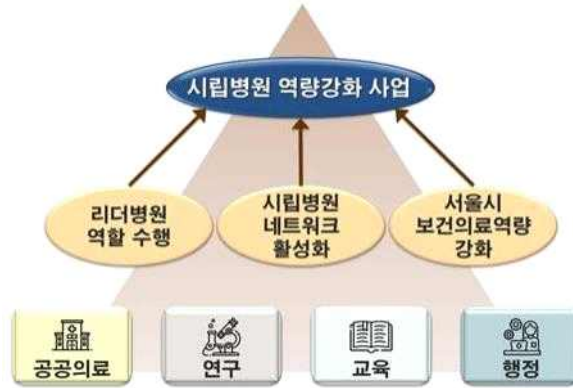 시립병원 역량강화 사업
리더병원
역할 수행
시립병원
네트워크
활성화
서울시
보건의료역량
강화
공공의료
연구
교육
행정